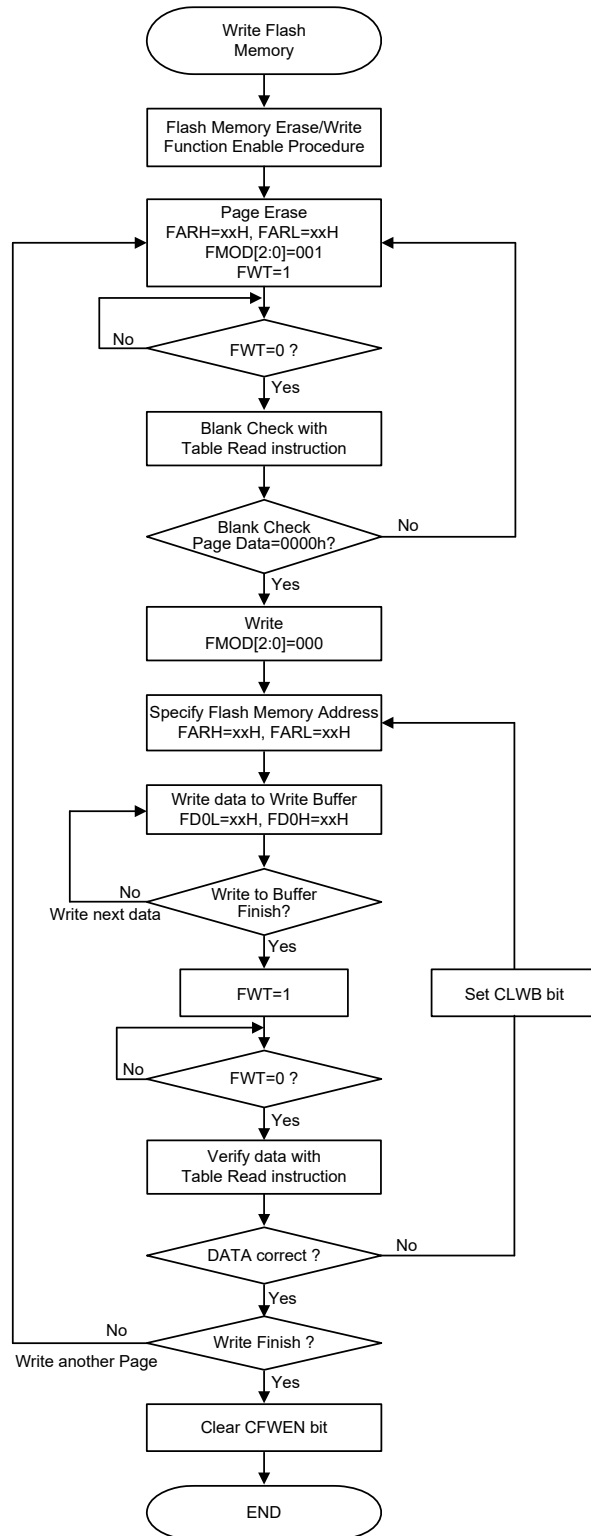 Write Flash
Memory
Flash Memory Erase/Write
Function Enable Procedure
Page Erase
FARH=xxH, FARL=xxH
FMOD[2:0]=001
FWT=1
No
FWT=0 ?
Yes
Blank Check with
Table Read instruction
No
Blank Check
Page Data=0000h?
Yes
Write
FMOD[2:0]=000
Specify Flash Memory Address
FARH=xxH, FARL=xxH
Write data to Write Buffer
FD0L=xxH, FD0H=xxH
No
Write next data
Write to Buffer
Finish?
Yes
FWT=1
Set CLWB bit
No
FWT=0 ?
Yes
Verify data with
Table Read instruction
DATA correct ?
No
Yes
No
Write another Page
Write Finish ?
Yes
Clear CFWEN bit
END